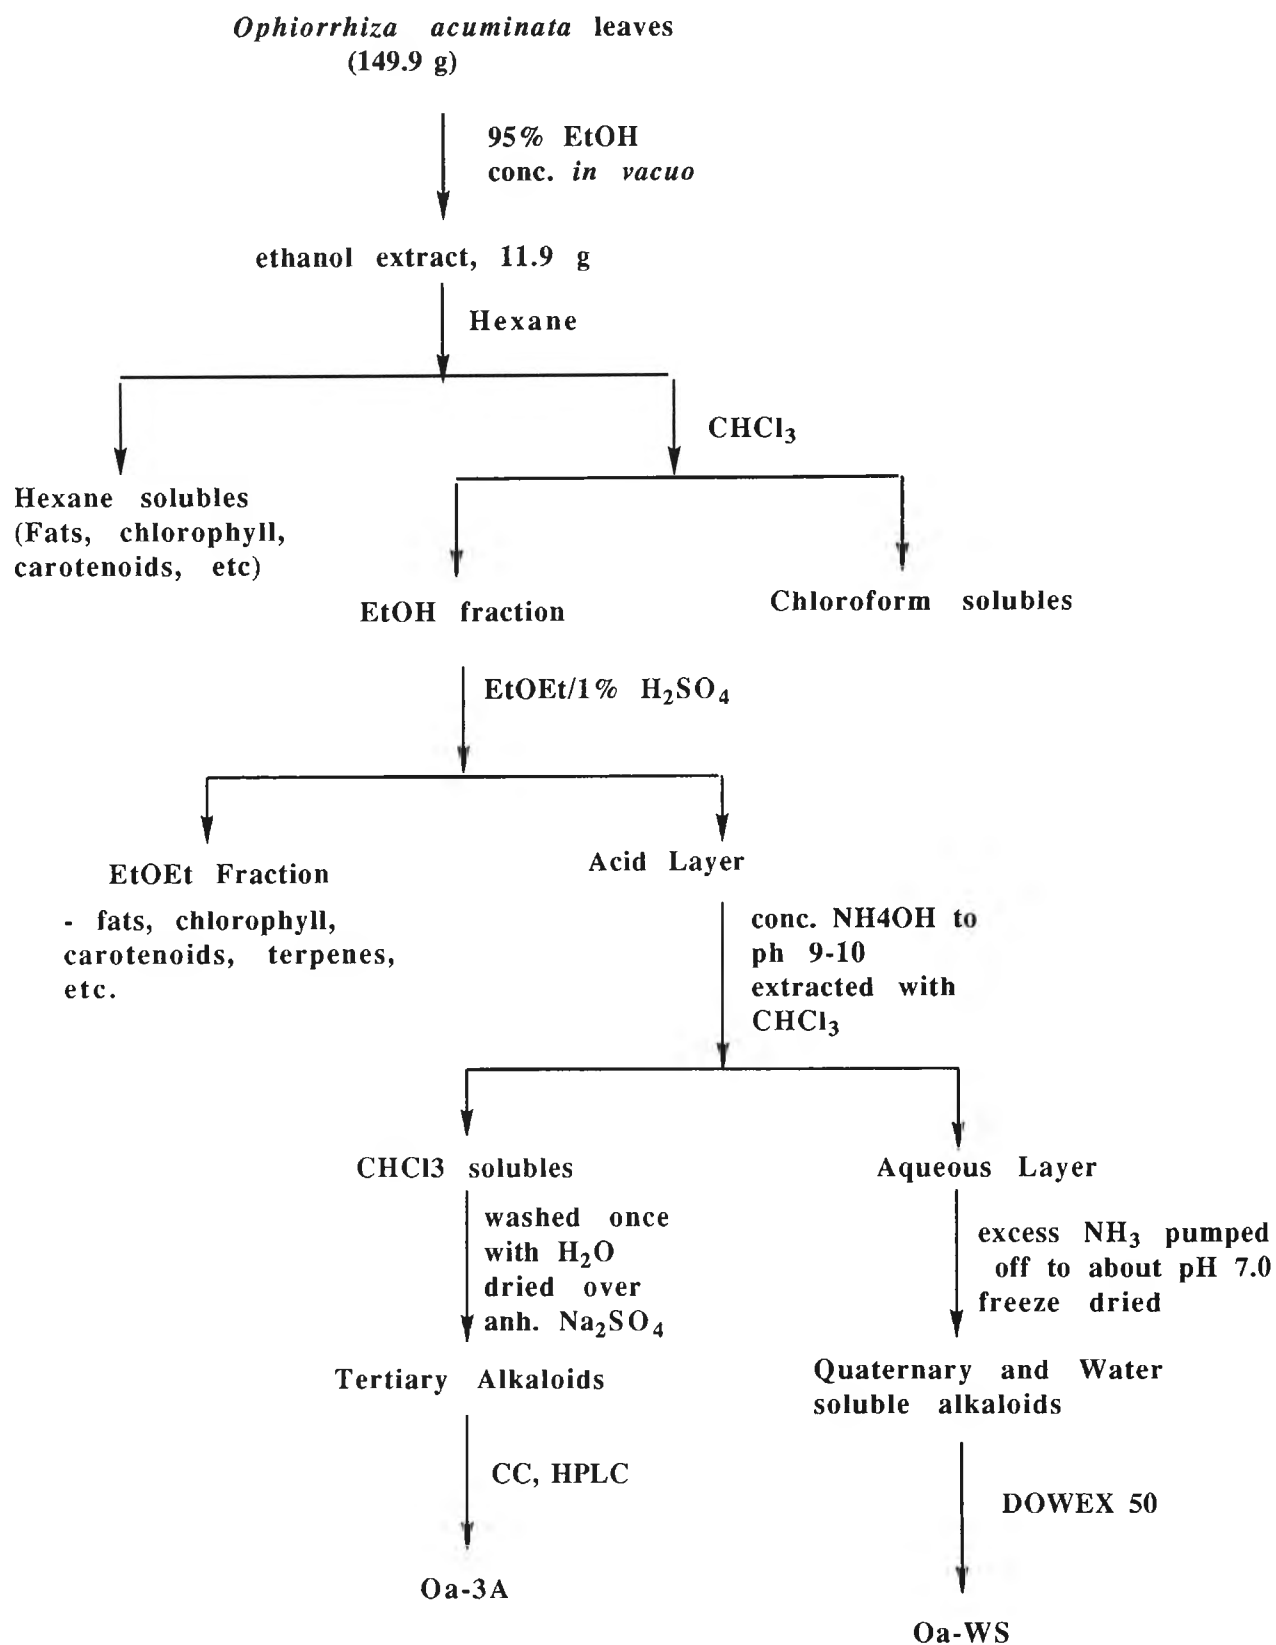 Ophiorrhiza acuminata leaves
(149.9 g)
95% EtOH
conc. in vacuo
ethanol extract, 11.9 g
Hexane
CHCl3
Hexane solubles
(Fats, chlorophyll,
carotenoids, etc)
EtOH fraction
Chloroform solubles
EtOEt/1% H2SO4
EtOEt Fraction
- fats, chlorophyll,
carotenoids, terpenes,
etc.
Acid Layer
conc. NH4OH to
ph 9-10
extracted with
CHCl3
CHCl3 solubles
Aqueous Layer
washed once
with H2O
dried over
anh. Na2SO4
excess NH3 pumped
off to about pH 7.0
freeze dried
Tertiary Alkaloids
Quaternary and Water
soluble alkaloids
CC, HPLC
DOWEX 50
Oa-3A
Oa-WS